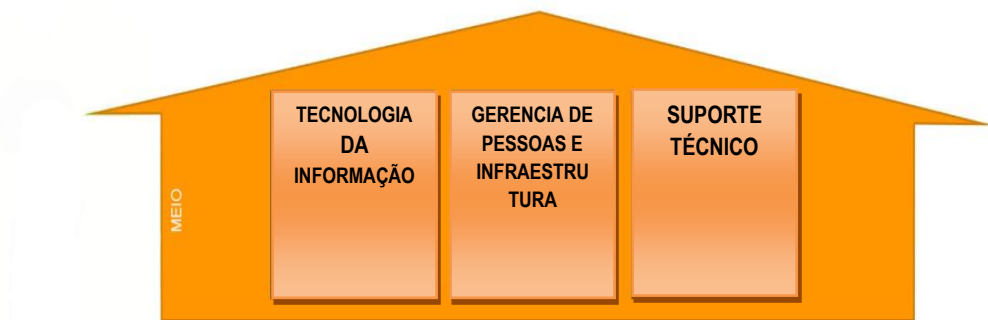 TECNOLOGIA
DA
INFORMAÇÃO
GERENCIA DE
PESSOAS E
INFRAESTRU
TURA
SUPORTE
TÉCNICO
MEIO